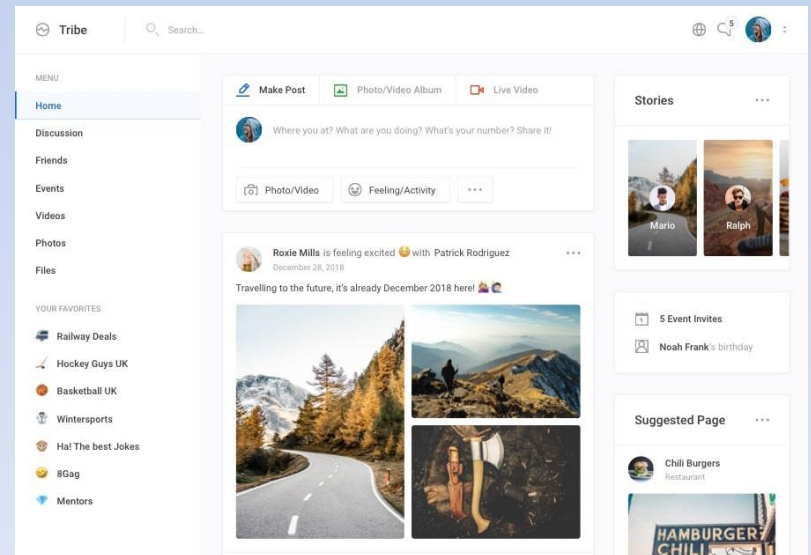 Tribe
Search...
5
MENU
Home
Discussion
Friends
Events
Videos
Photos
Files
YOUR FAVORITES
Railway Deals
Hockey Guys UK
Basketball UK
Wintersports
Ha! The best Jokes
8Gag
Mentors
Make Post
Photo/Video Album
Live Video
Where you at? What are you doing? What's your number? Share it!
Photo/Video
Feeling/Activity
Roxie Mills is feeling excited 😳 with Patrick Rodriguez
December 28, 2018
Travelling to the future, it's already December 2018 here!
Stories
Mario
Ralph
5 Event Invites
Noah Frank's birthday
Suggested Page
Chili Burgers
Restaurant
HAMBURGER
CHILI